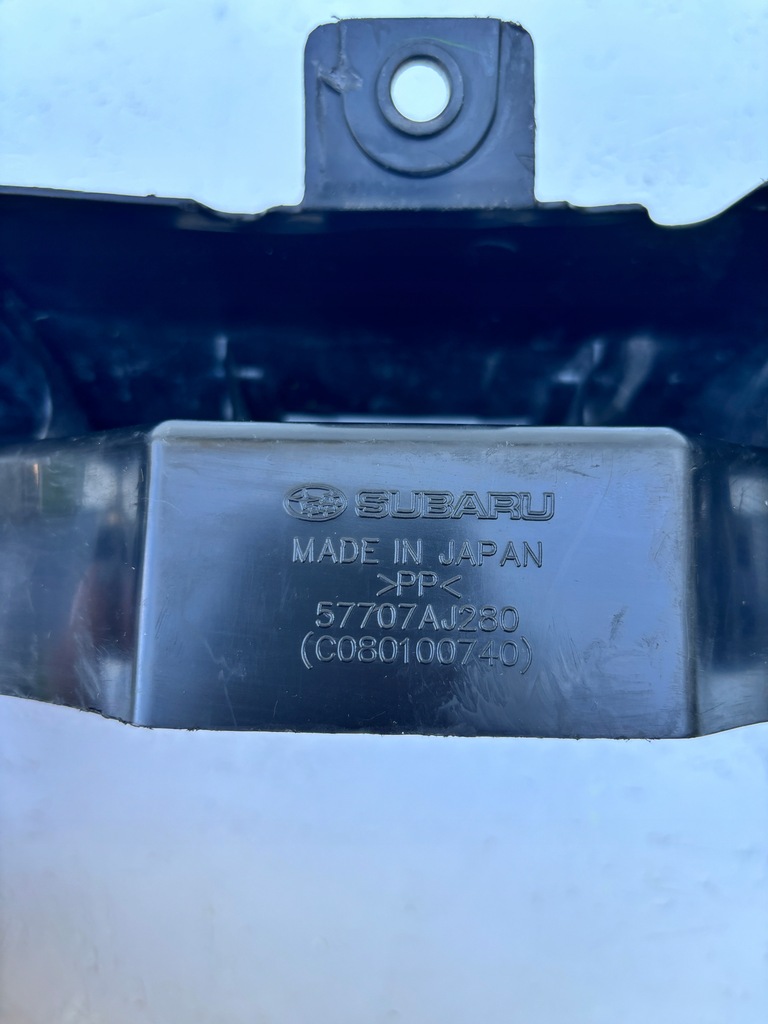 SUBARU
MADE IN JAPAN
>PP<
57707AJ280
(C080100740)